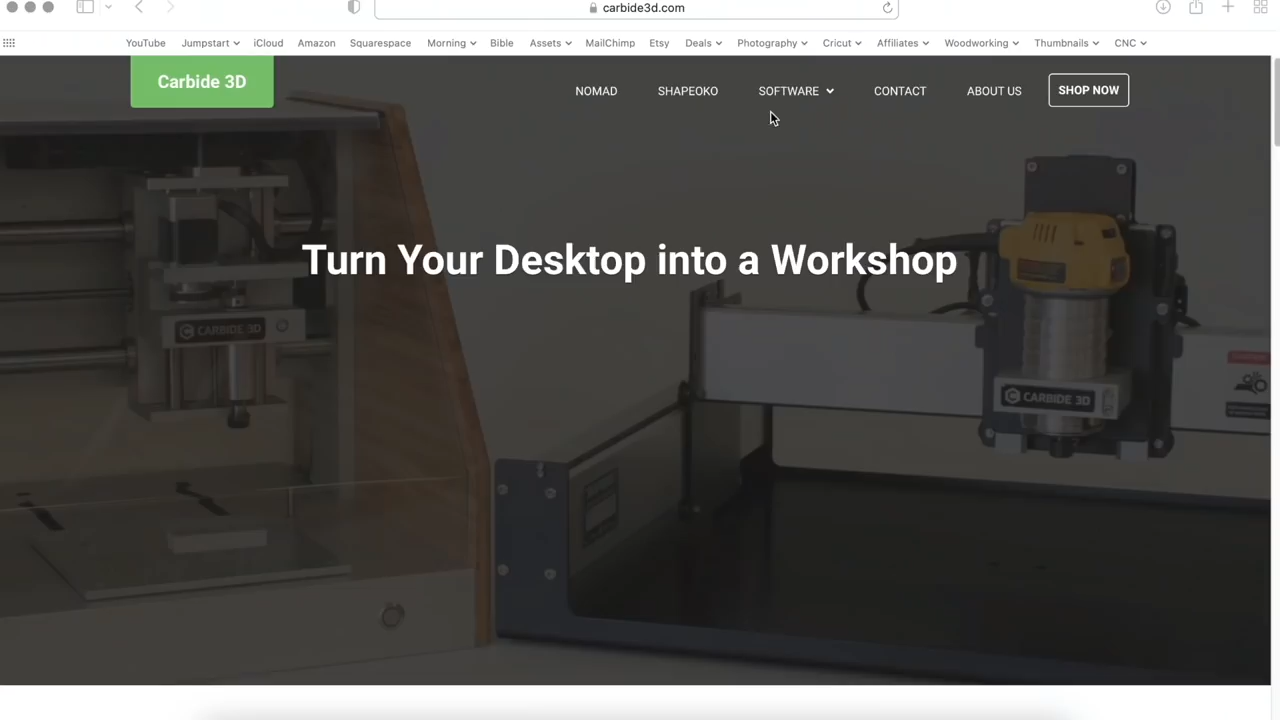 carbide3d.com
YouTube Jumpstart iCloud Amazon Squarespace Morning Bible Assets MailChimp Etsy Deals Photography Cricut Affiliates Woodworking Thumbnails CNC
Carbide 3D
NOMAD SHAPEOKO SOFTWARE CONTACT ABOUT US SHOP NOW
Turn Your Desktop into a Workshop
CARBIDE 3D
CARBIDE 3D